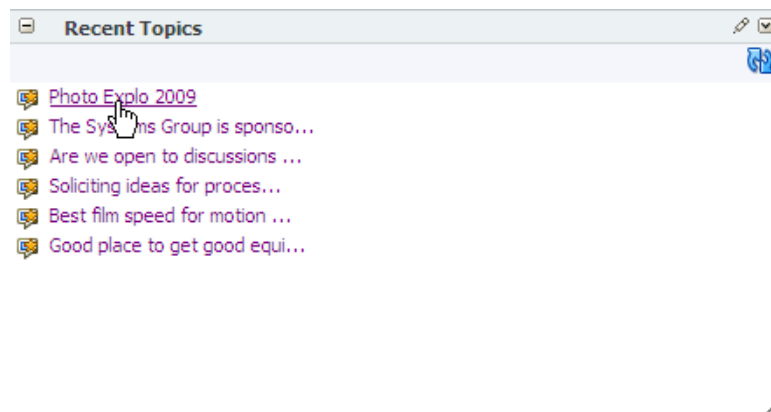 Recent Topics
Photo Explo 2009
The Systems Group is sponso...
Are we open to discussions ...
Soliciting ideas for proces...
Best film speed for motion ...
Good place to get good equi...